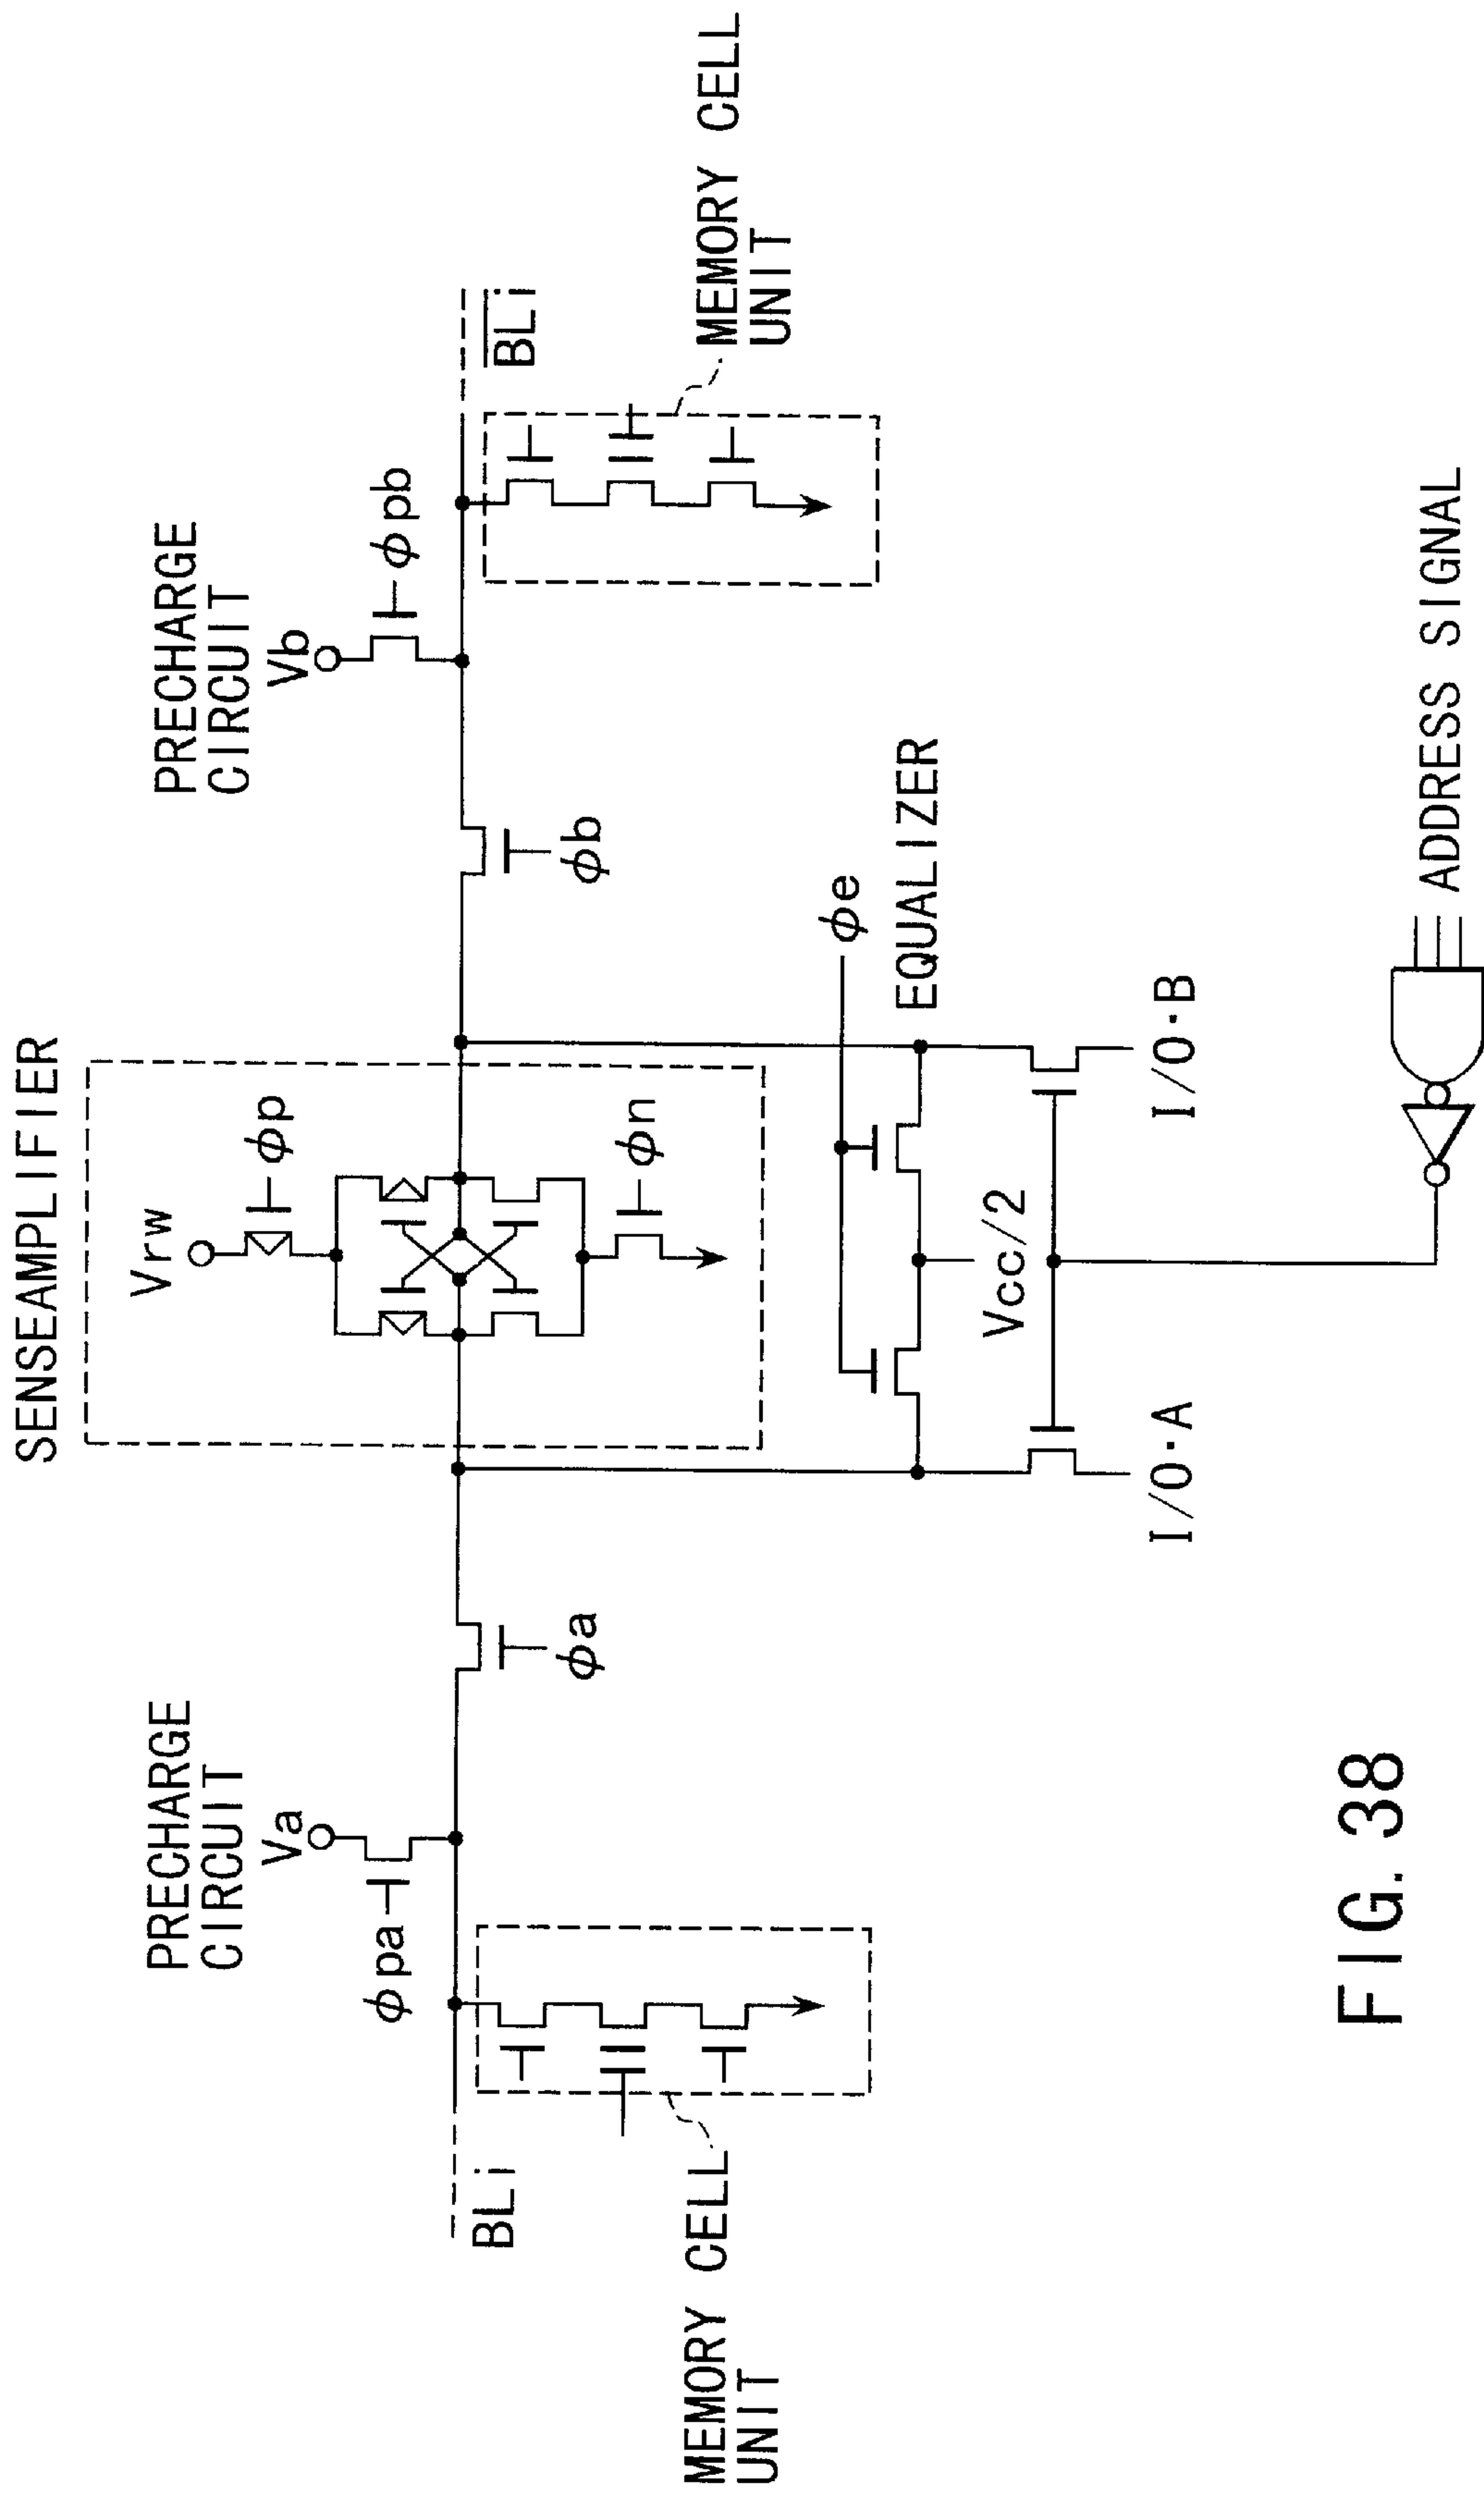 SENSEAMPLIFIER
PRECHARGE
CIRCUIT
Va
ϕpa
Vrw
ϕp
PRECHARGE
CIRCUIT
Vb
ϕpb
BLi
B̅L̅i̅
MEMORY CELL
UNIT
ϕa
ϕn
ϕb
MEMORY CELL
UNIT
ϕe
EQUALIZER
Vcc/2
I/O·A
I/O·B
ADDRESS SIGNAL
FIG. 38